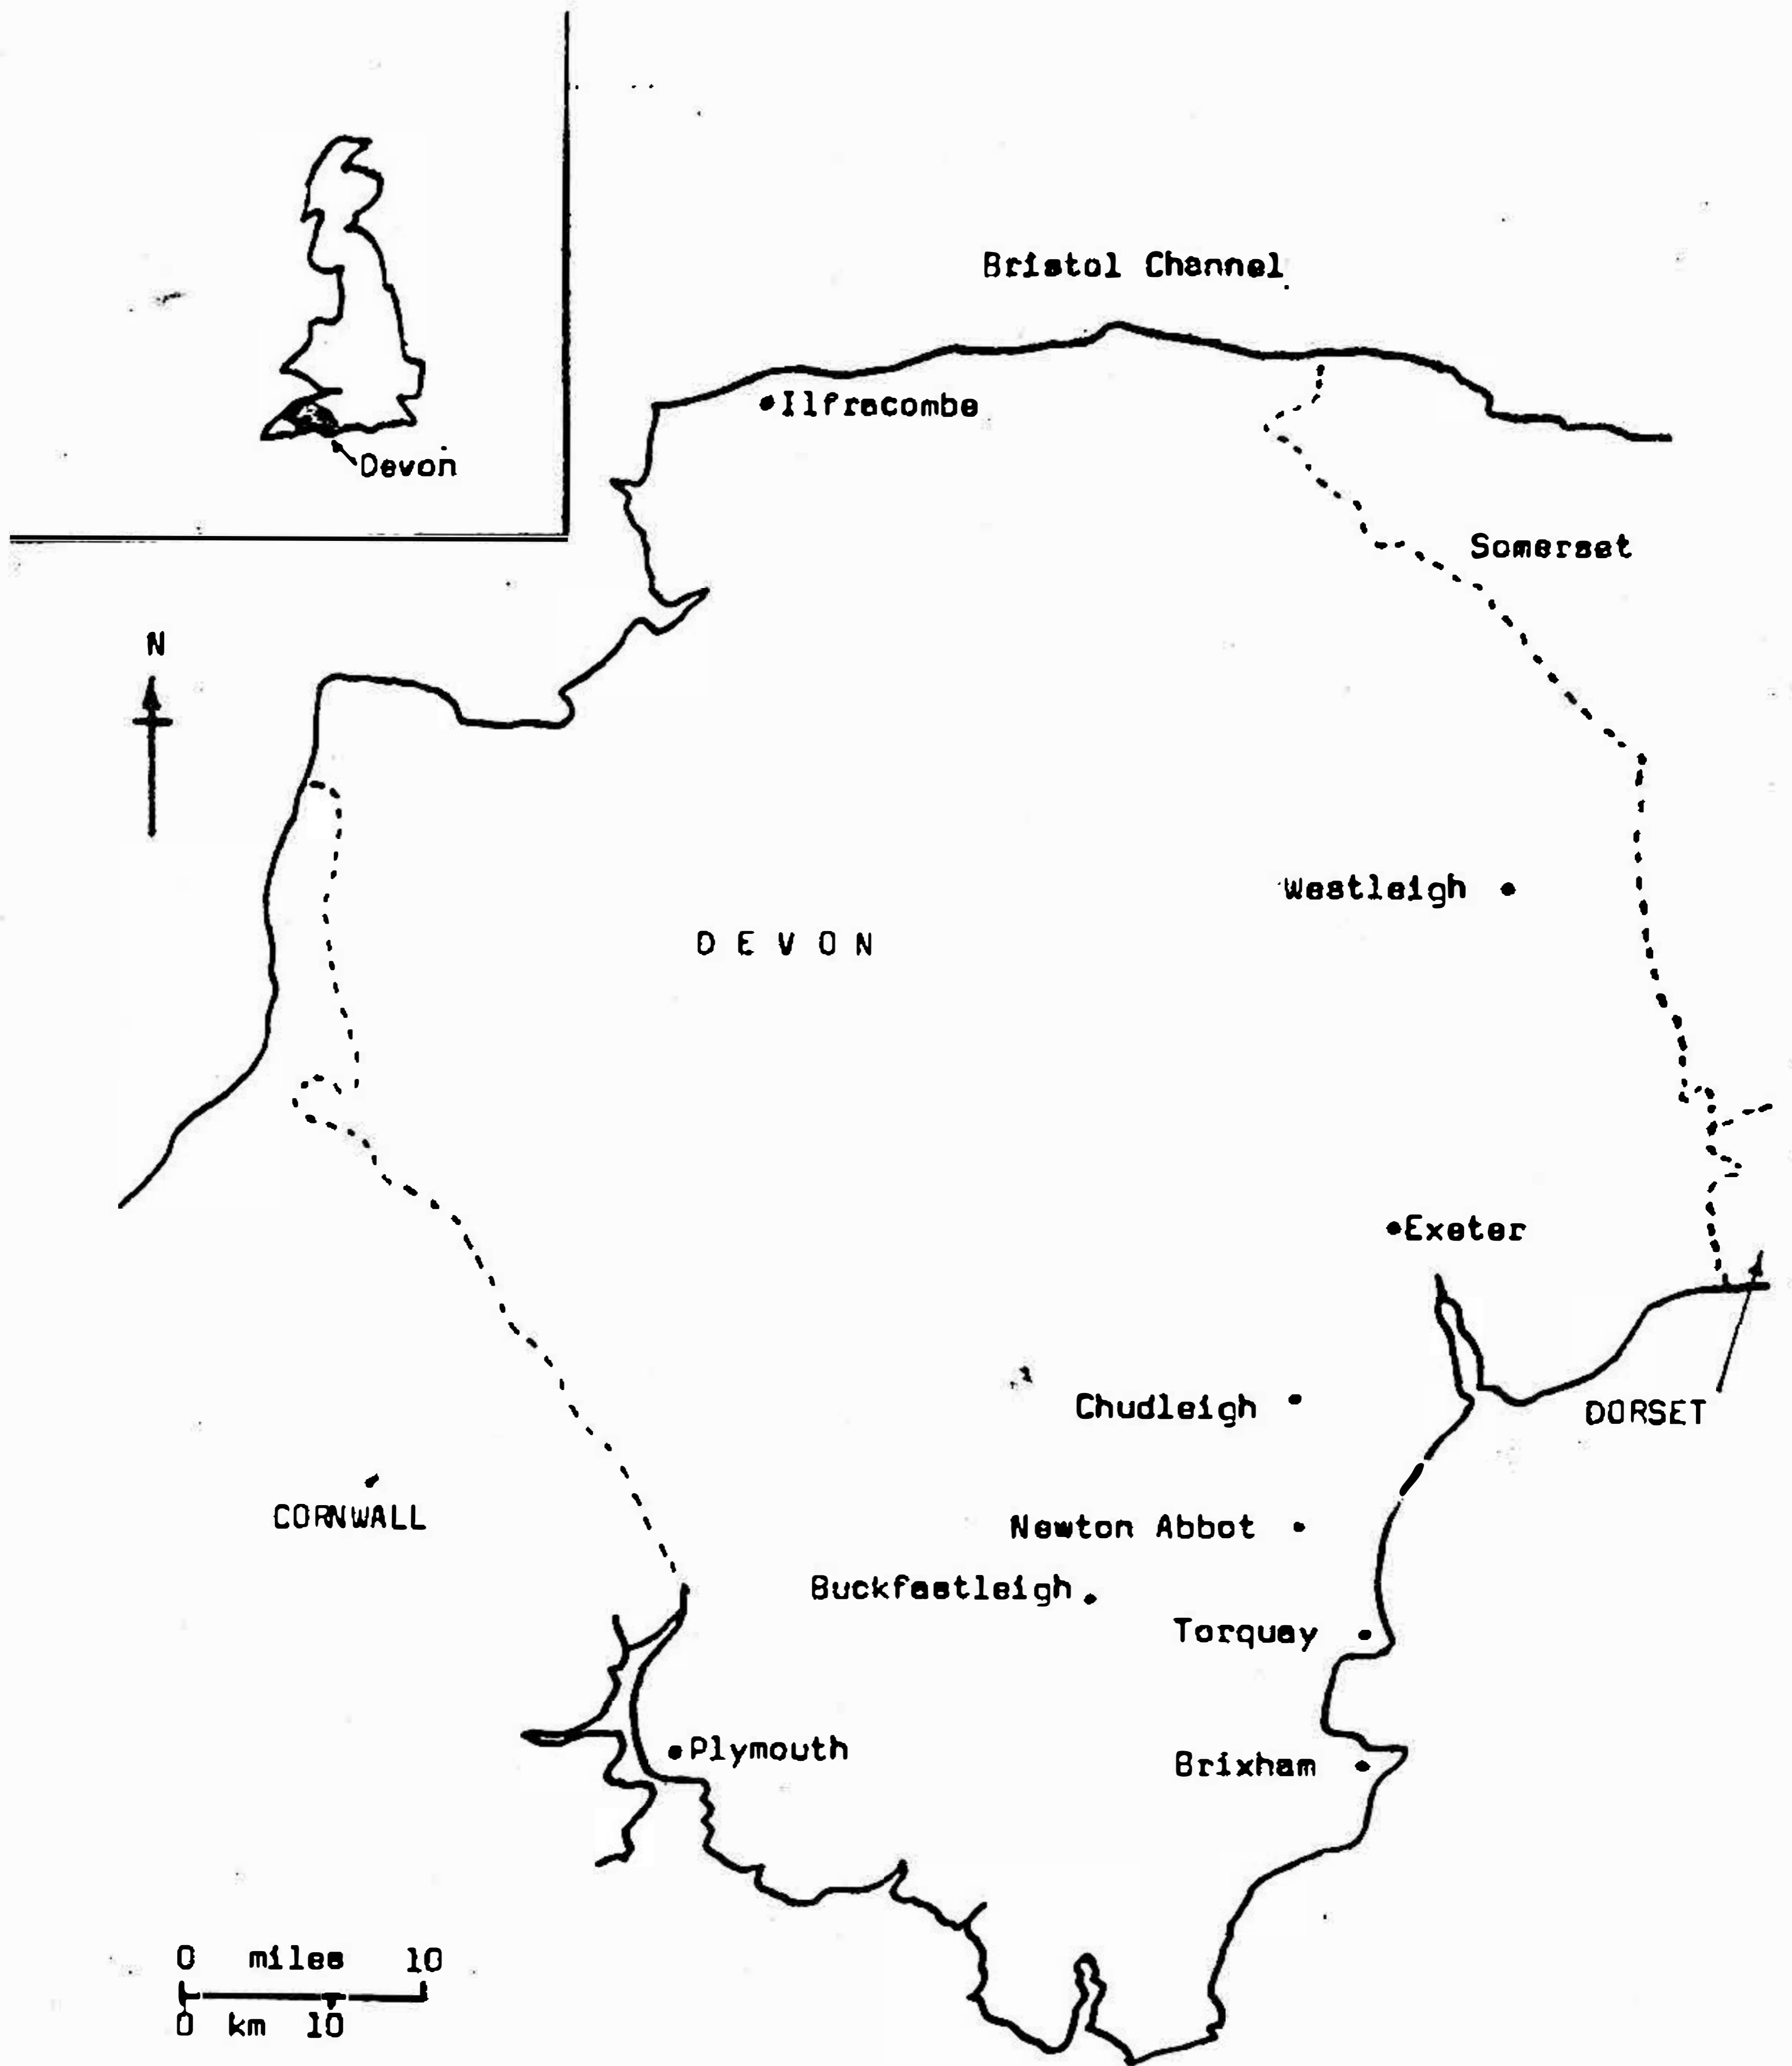 Devon
Bristol Channel
Ilfracombe
Somerset
N
Westleigh
DEVON
Exeter
Chudleigh
DORSET
CORNWALL
Newton Abbot
Buckfastleigh
Torquay
Plymouth
Brixham
0 miles 10
0 km 10